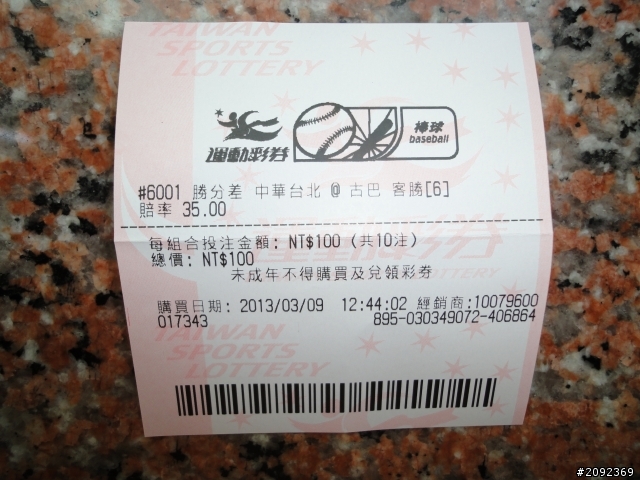 TAIWAN
SPORTS
LOTTERY
運動彩券
棒球
baseball
#6001 勝分差 中華台北 @ 古巴 客勝[6]
賠率 35.00
每組合投注金額: NT$100 (共10注)
總價: NT$100
未成年不得購買及兌領彩券
購買日期: 2013/03/09 12:44:02 經銷商:10079600
017343 895-030349072-406864
TAIWAN
SPORTS
LOTTERY
#2092369